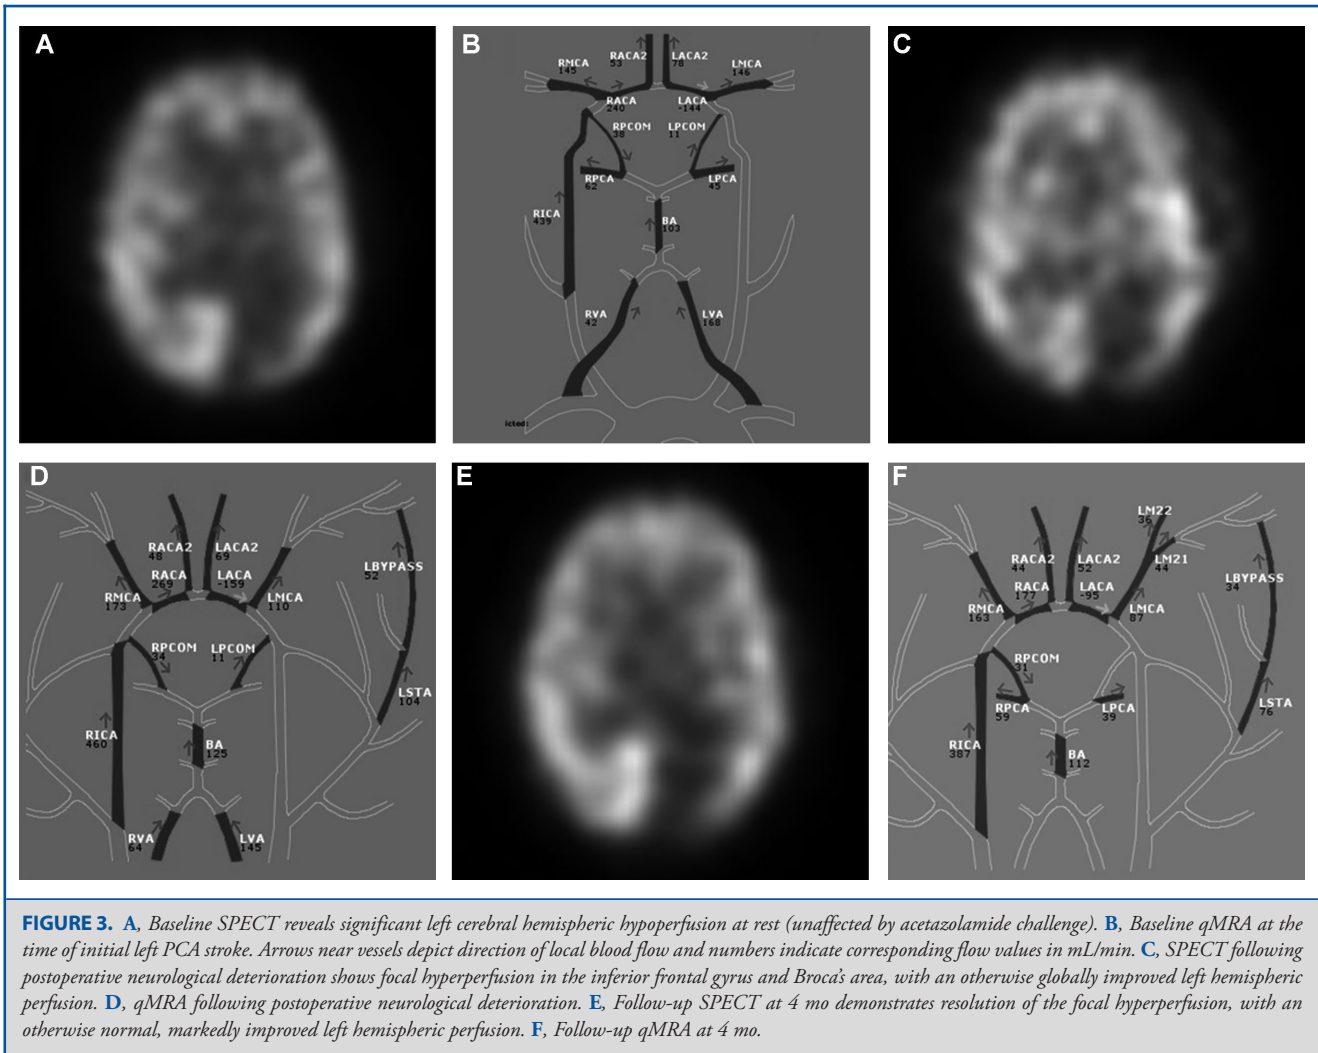 A
B
RACA2
53
LACA2
78
RMCA
145
LMCA
146
RACA
240
LACA
-144
RPCOM
38
LPCOM
11
RPCA
62
LPCA
45
RICA
439
BA
103
RVA
42
LVA
168
icted:
C
D
RACA2
48
LACA2
69
RACA
269
LACA
-159
RMCA
173
LMCA
110
LBYPASS
52
RPCOM
34
LPCOM
11
LSTA
104
RICA
460
BA
125
RVA
64
LVA
145
E
F
LM22
36
RACA2
44
LACA2
52
LM21
44
RACA
177
LACA
-95
RMCA
163
LMCA
87
LBYPASS
34
RPCOM
31
RPCA
59
LPCA
39
LSTA
76
RICA
387
BA
112
FIGURE 3. A, Baseline SPECT reveals significant left cerebral hemispheric hypoperfusion at rest (unaffected by acetazolamide challenge). B, Baseline qMRA at the
time of initial left PCA stroke. Arrows near vessels depict direction of local blood flow and numbers indicate corresponding flow values in mL/min. C, SPECT following
postoperative neurological deterioration shows focal hyperperfusion in the inferior frontal gyrus and Broca's area, with an otherwise globally improved left hemispheric
perfusion. D, qMRA following postoperative neurological deterioration. E, Follow-up SPECT at 4 mo demonstrates resolution of the focal hyperperfusion, with an
otherwise normal, markedly improved left hemispheric perfusion. F, Follow-up qMRA at 4 mo.